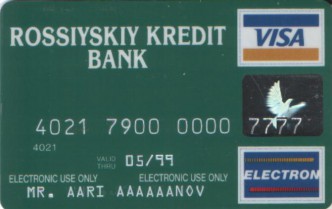 ROSSIYSKIY KREDIT
BANK
VISA
4021 7900 0000 7777
4021
VALID
THRU
05/99
ELECTRONIC USE ONLY ELECTRONIC USE ONLY
MR. AARI AAAAAANOV
ELECTRON